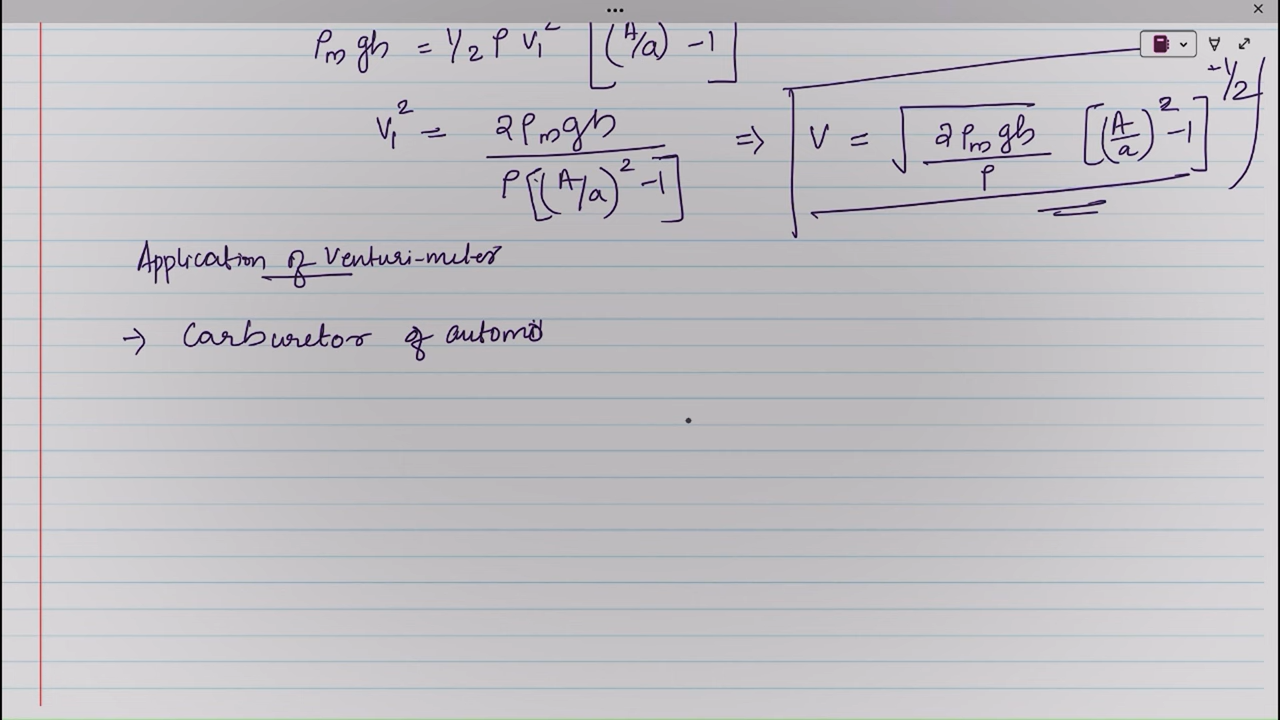 ρₘ gh = 1/2 ρ V₁² [(A/a) -1]
V₁² = 2ρₘgh / ρ[(A/a)² -1] ⇒ V = √(2ρₘgh / ρ) [(A/a)² -1]^(-1/2)
Application of Venturi-meter
→ Carburetor of automo